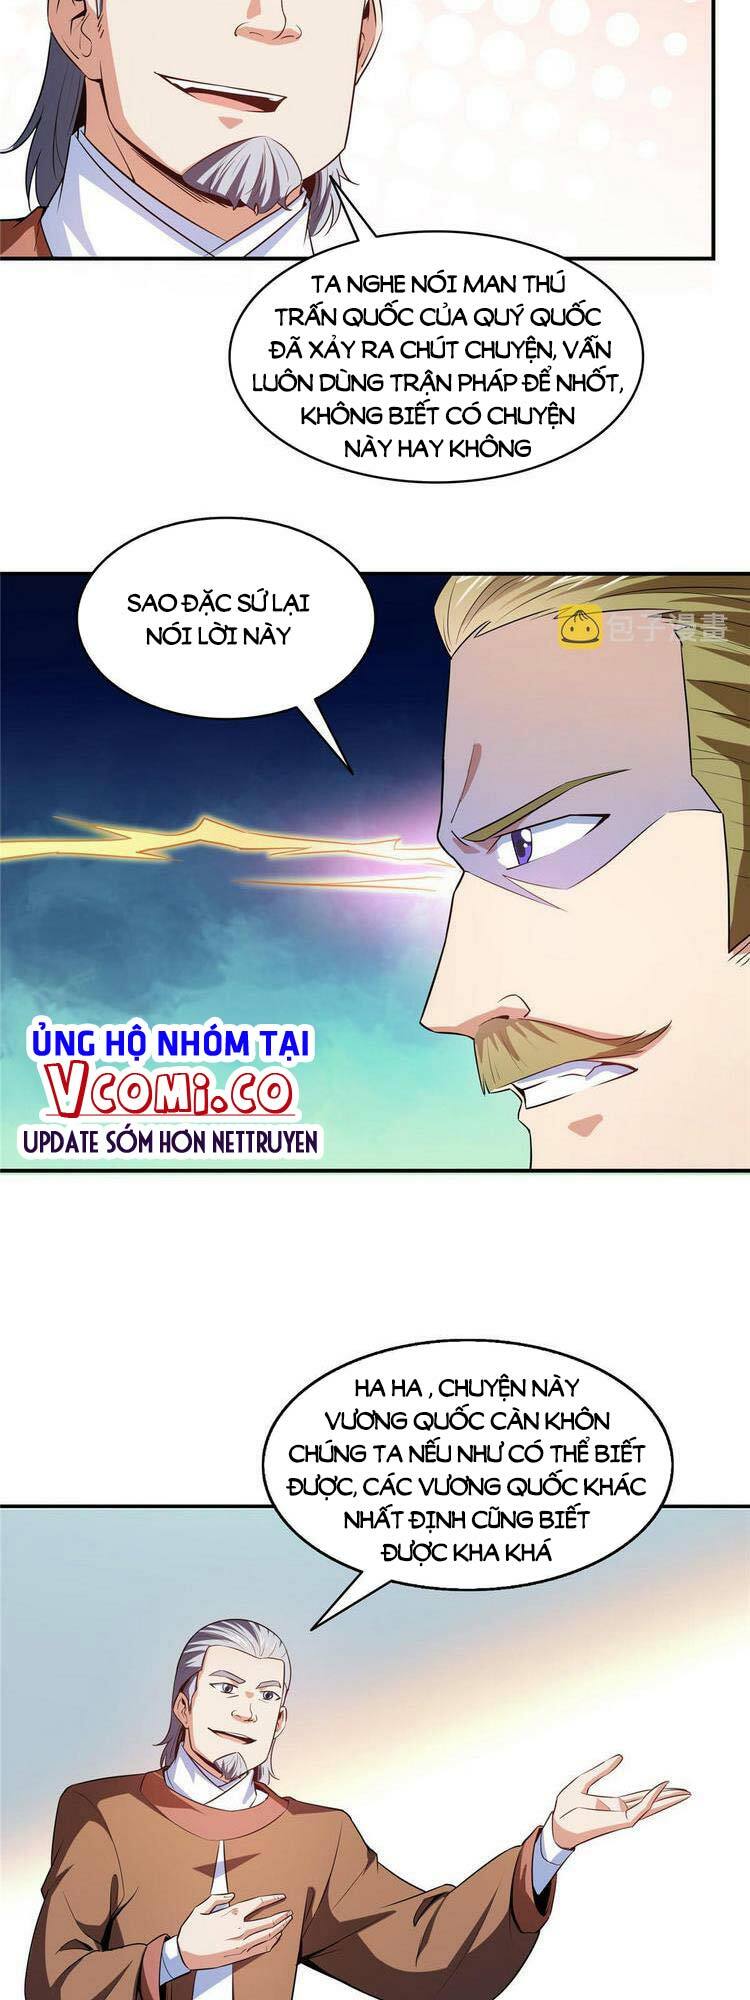 TA NGHE NÓI MAN THÚ
TRẤN QUỐC CỦA QUÝ QUỐC
ĐÃ XẢY RA CHÚT CHUYỆN, VẪN
LUÔN DÙNG TRẬN PHÁP ĐỂ NHỐT,
KHÔNG BIẾT CÓ CHUYỆN
NÀY HAY KHÔNG
SAO ĐẶC SỨ LẠI
NÓI LỜI NÀY
包子漫畫
ỦNG HỘ NHÓM TẠI
VCOMI.CO
UPDATE SỚM HƠN NETTRUYEN
HA HA , CHUYỆN NÀY
VƯƠNG QUỐC CÀN KHÔN
CHÚNG TA NẾU NHƯ CÓ THỂ BIẾT
ĐƯỢC, CÁC VƯƠNG QUỐC KHÁC
NHẤT ĐỊNH CŨNG BIẾT
ĐƯỢC KHA KHÁ